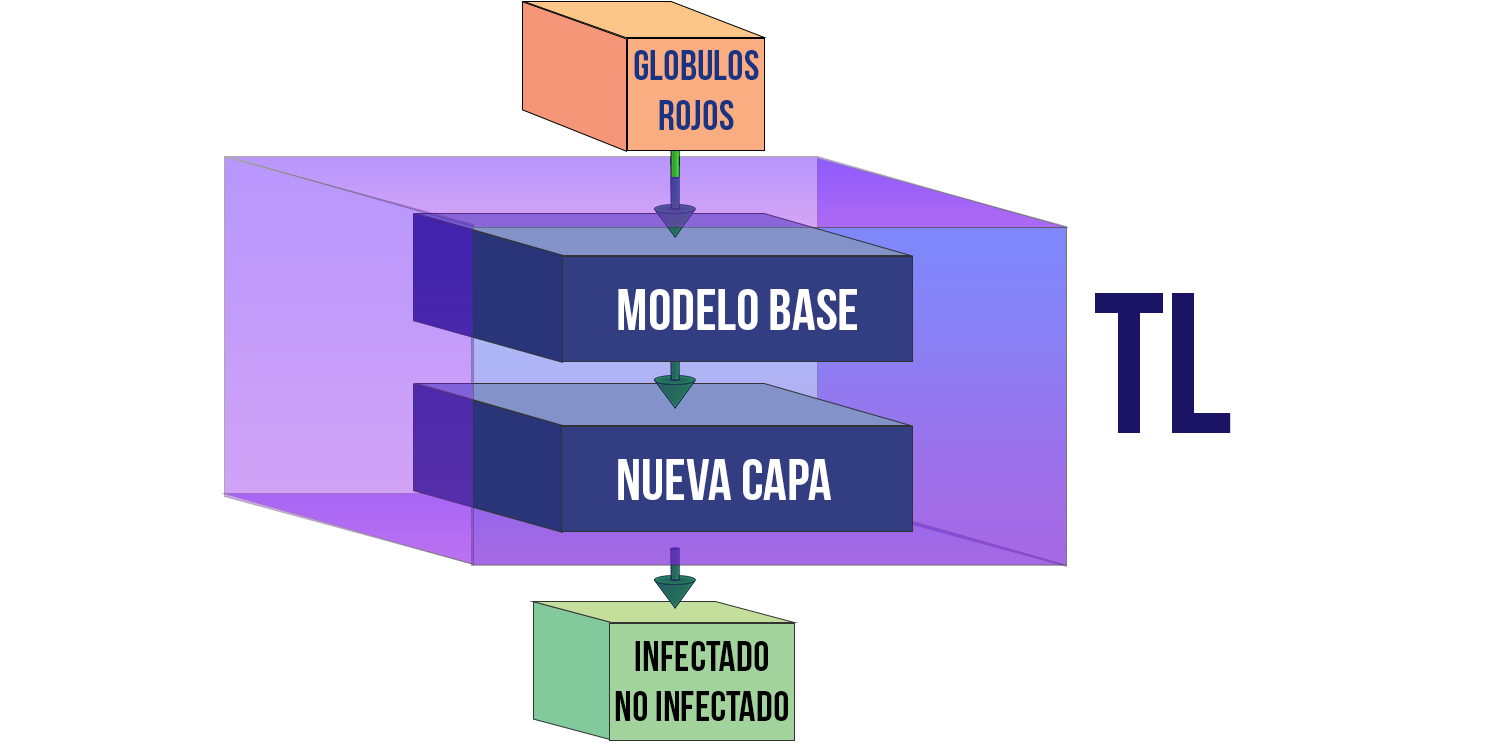 GLOBULOS
ROJOS
MODELO BASE
TL
NUEVA CAPA
INFECTADO
NO INFECTADO